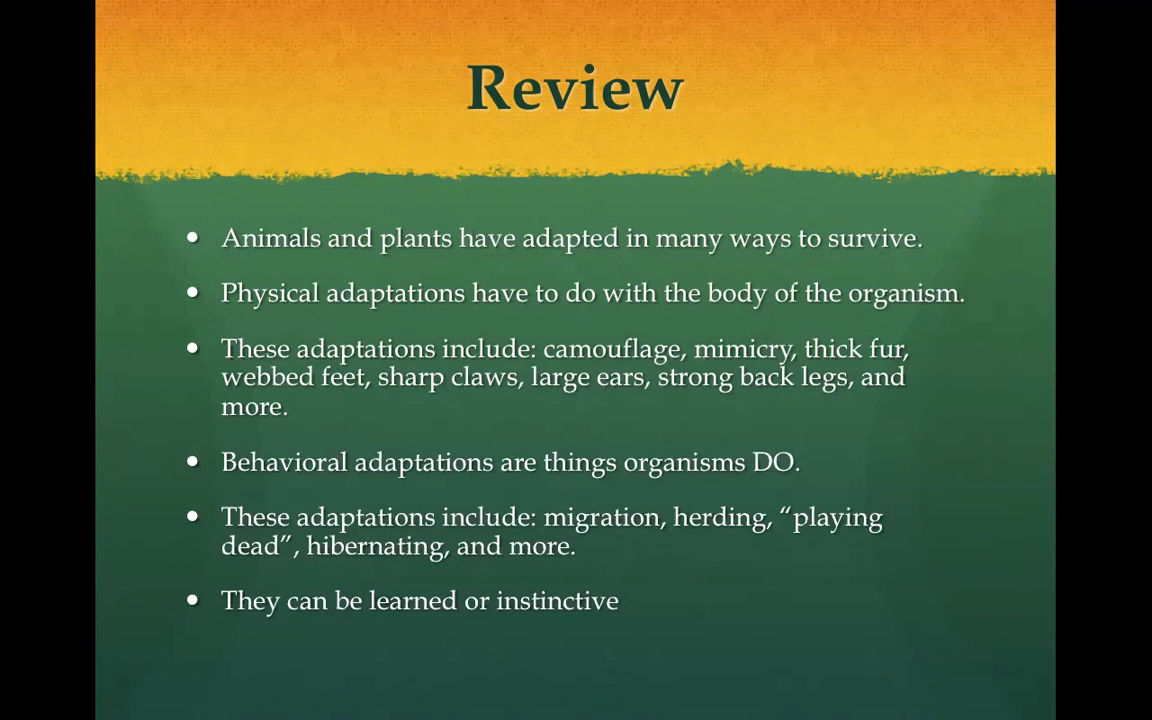 Review
• Animals and plants have adapted in many ways to survive.
• Physical adaptations have to do with the body of the organism.
• These adaptations include: camouflage, mimicry, thick fur,
webbed feet, sharp claws, large ears, strong back legs, and
more.
• Behavioral adaptations are things organisms DO.
• These adaptations include: migration, herding, “playing
dead”, hibernating, and more.
• They can be learned or instinctive